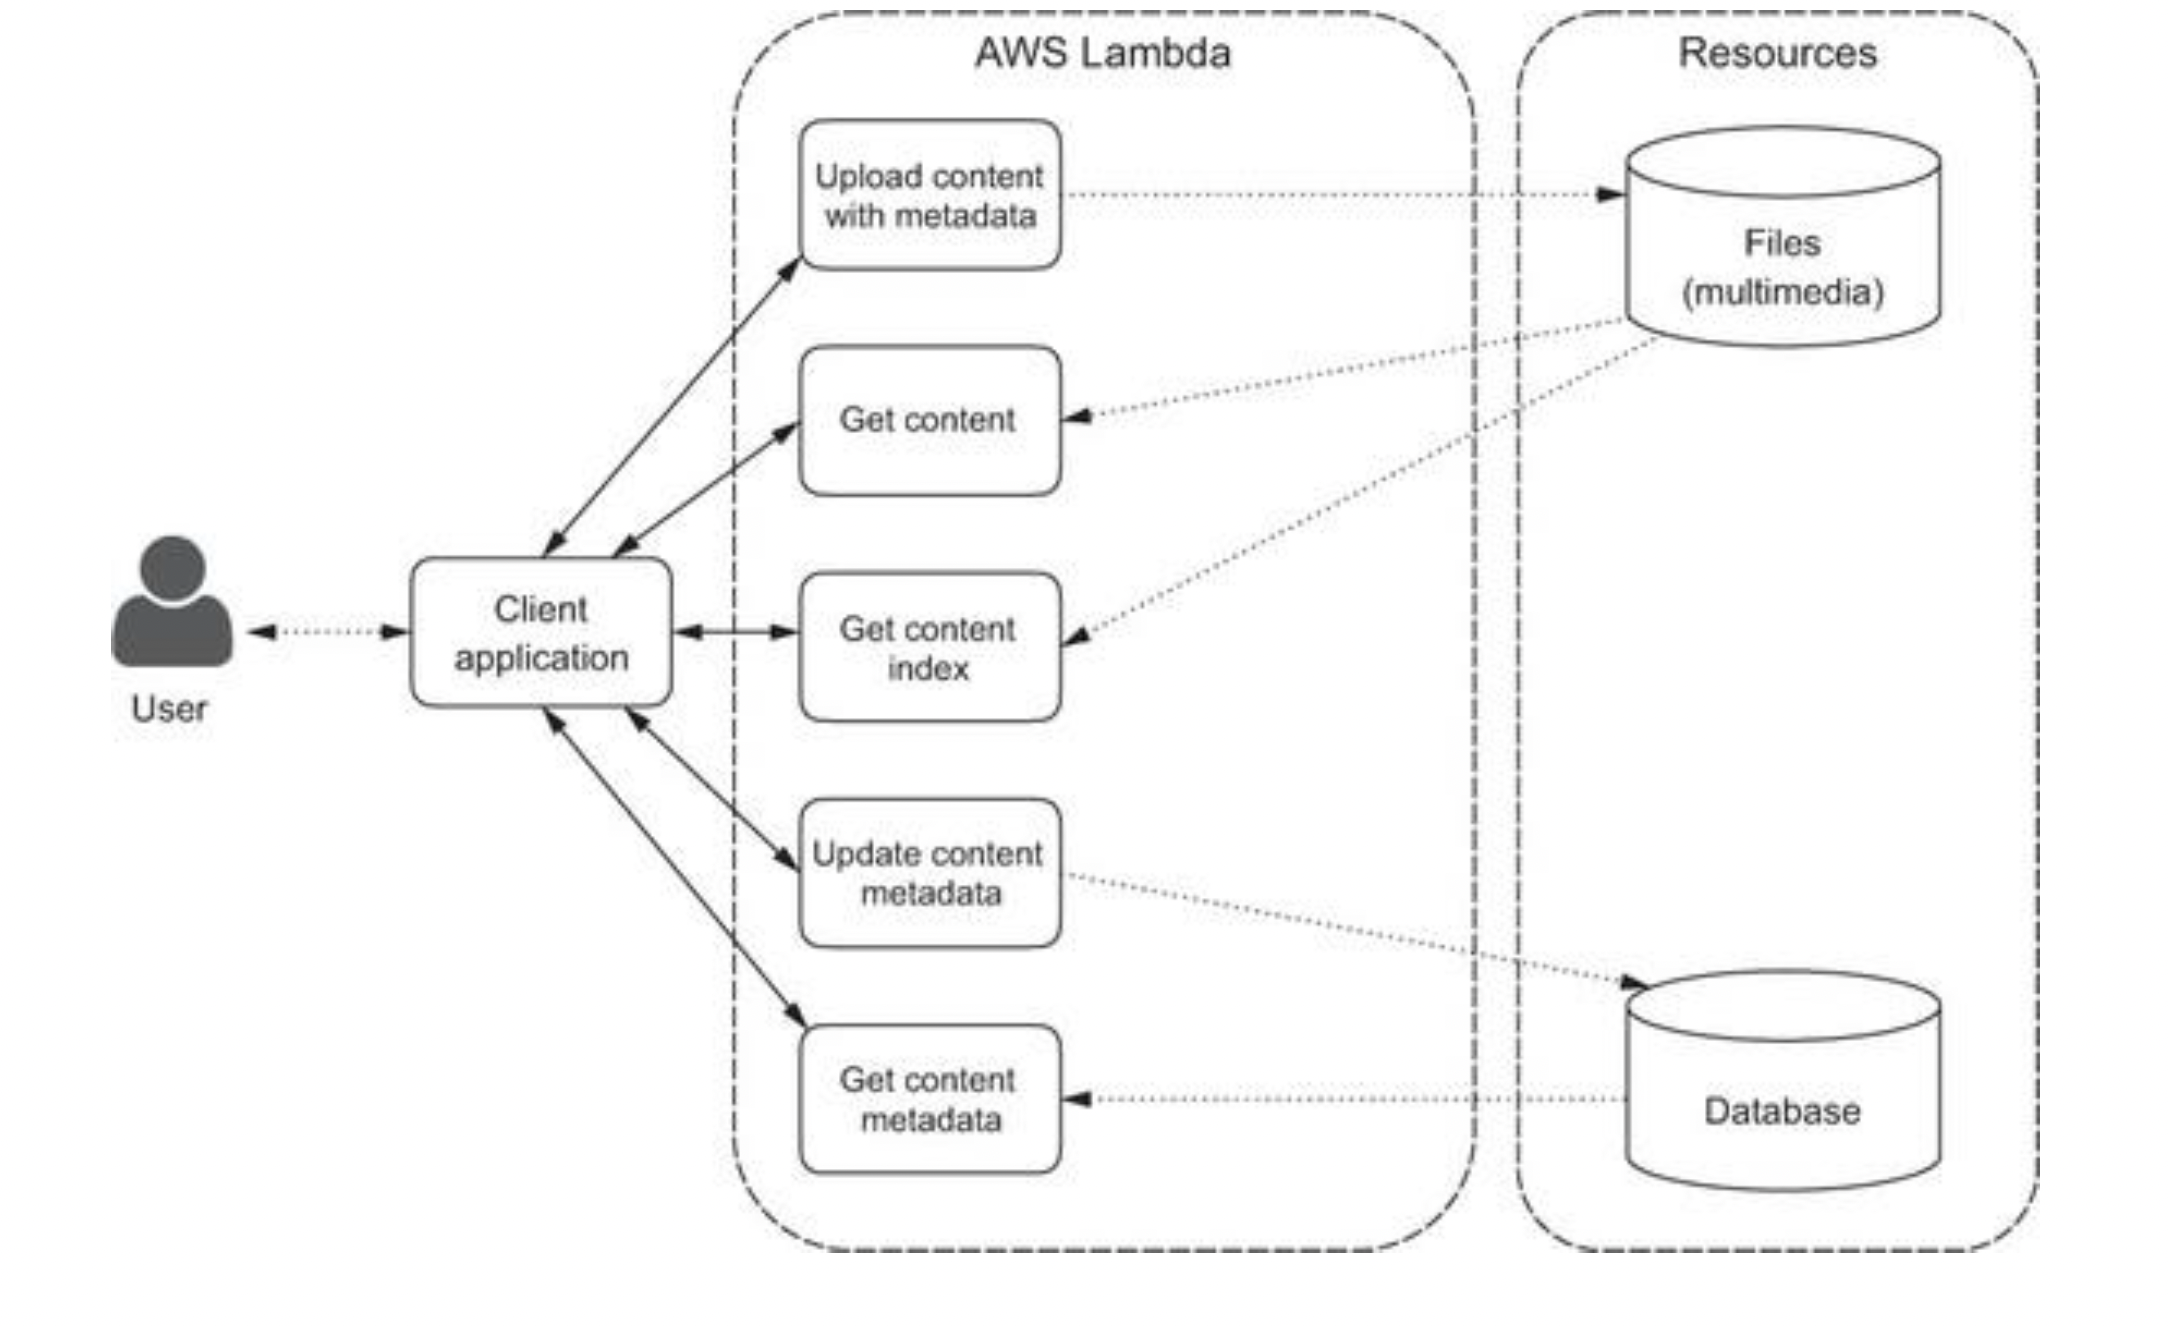 AWS Lambda
Resources
Upload content
with metadata
Files
(multimedia)
Get content
Client
application
Get content
index
User
Update content
metadata
Get content
metadata
Database